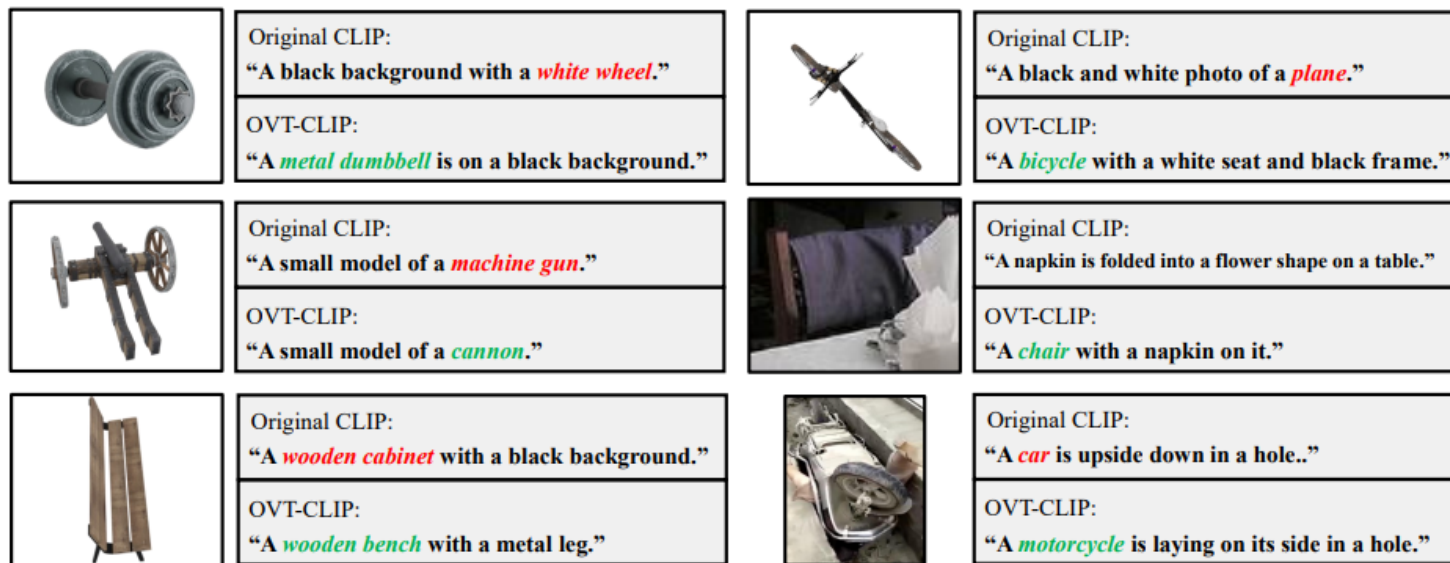 Original CLIP:
“A black background with a white wheel.”
OVT-CLIP:
“A metal dumbbell is on a black background.”
Original CLIP:
“A black and white photo of a plane.”
OVT-CLIP:
“A bicycle with a white seat and black frame.”
Original CLIP:
“A small model of a machine gun.”
OVT-CLIP:
“A small model of a cannon.”
Original CLIP:
“A napkin is folded into a flower shape on a table.”
OVT-CLIP:
“A chair with a napkin on it.”
Original CLIP:
“A wooden cabinet with a black background.”
OVT-CLIP:
“A wooden bench with a metal leg.”
Original CLIP:
“A car is upside down in a hole..”
OVT-CLIP:
“A motorcycle is laying on its side in a hole.”